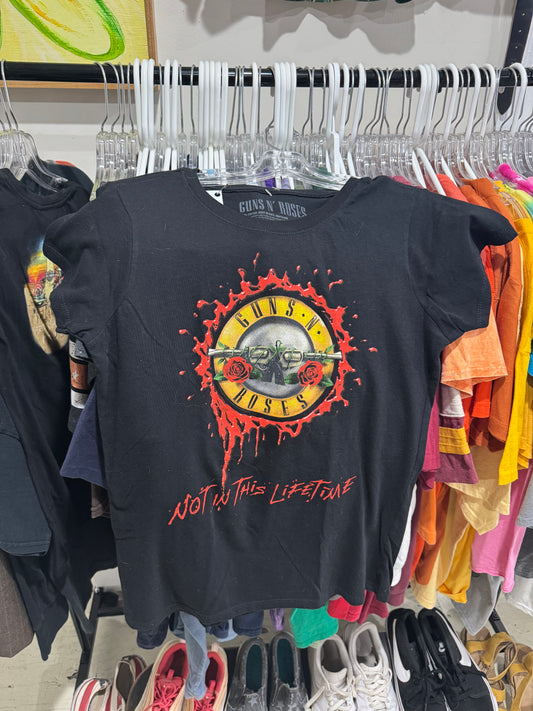 GUNS N' ROSES
GUNS · N ·
ROSES
NOT IN THIS LIFETIME